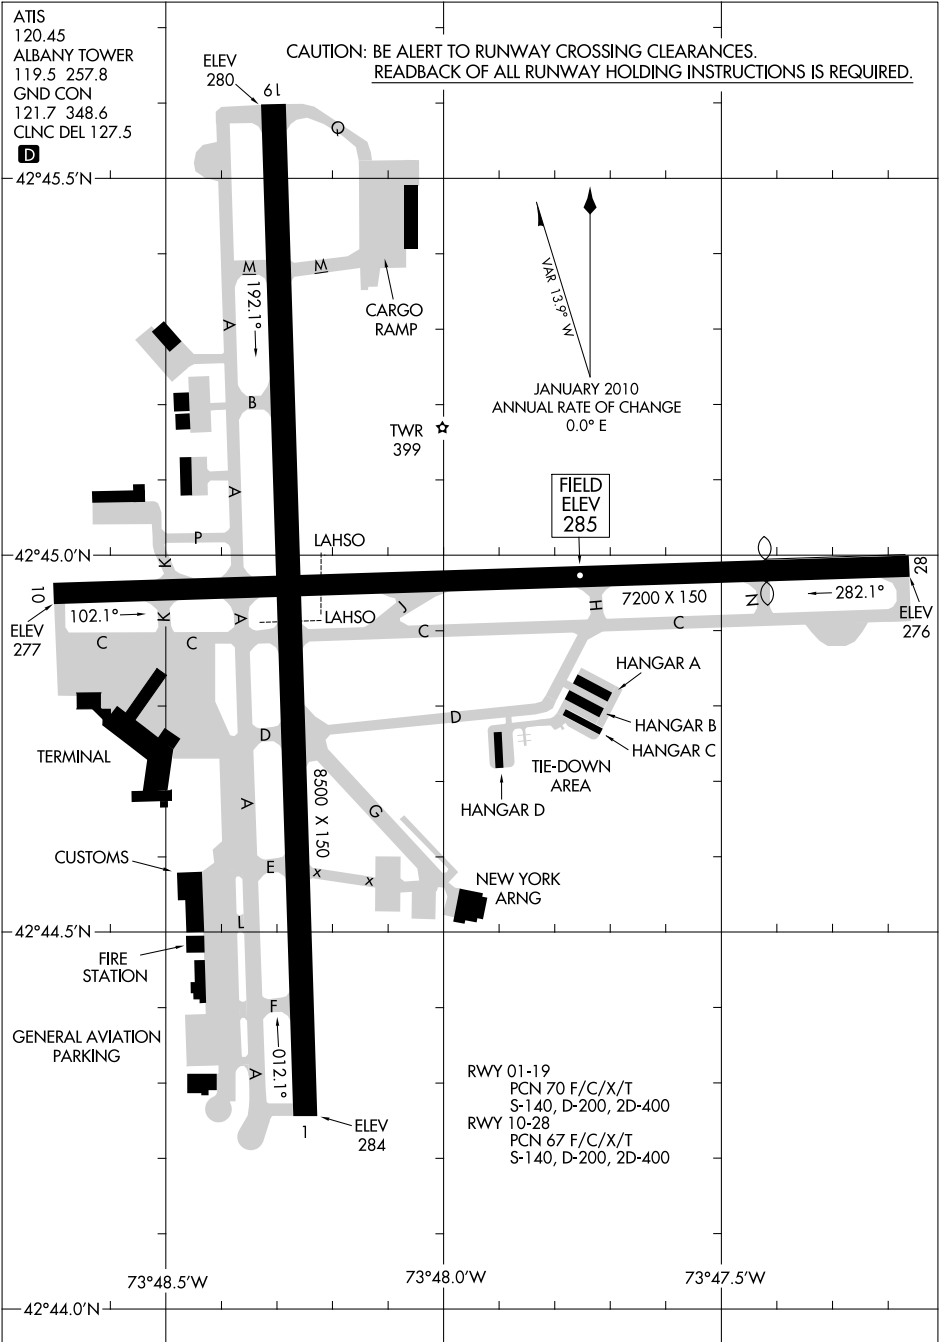 ATIS
120.45
ALBANY TOWER
119.5 257.8
GND CON
121.7 348.6
CLNC DEL 127.5
D
CAUTION: BE ALERT TO RUNWAY CROSSING CLEARANCES.
READBACK OF ALL RUNWAY HOLDING INSTRUCTIONS IS REQUIRED.
ELEV
280
19
Q
42°45.5'N
M
M
192.1°
A
CARGO
RAMP
VAR 13.9° W
JANUARY 2010
ANNUAL RATE OF CHANGE
0.0° E
B
TWR
399
A
FIELD
ELEV
285
P
LAHSO
42°45.0'N
K
28
10
102.1°
K
A
LAHSO
J
H
7200 X 150
N
282.1°
ELEV
276
ELEV
277
C
C
C
C
HANGAR A
HANGAR B
HANGAR C
D
D
TERMINAL
TIE-DOWN
AREA
HANGAR D
8500 X 150
A
G
CUSTOMS
E
X
X
NEW YORK
ARNG
L
42°44.5'N
FIRE
STATION
F
GENERAL AVIATION
PARKING
012.1°
A
RWY 01-19
PCN 70 F/C/X/T
S-140, D-200, 2D-400
RWY 10-28
PCN 67 F/C/X/T
S-140, D-200, 2D-400
1
ELEV
284
73°48.5'W
73°48.0'W
73°47.5'W
42°44.0'N